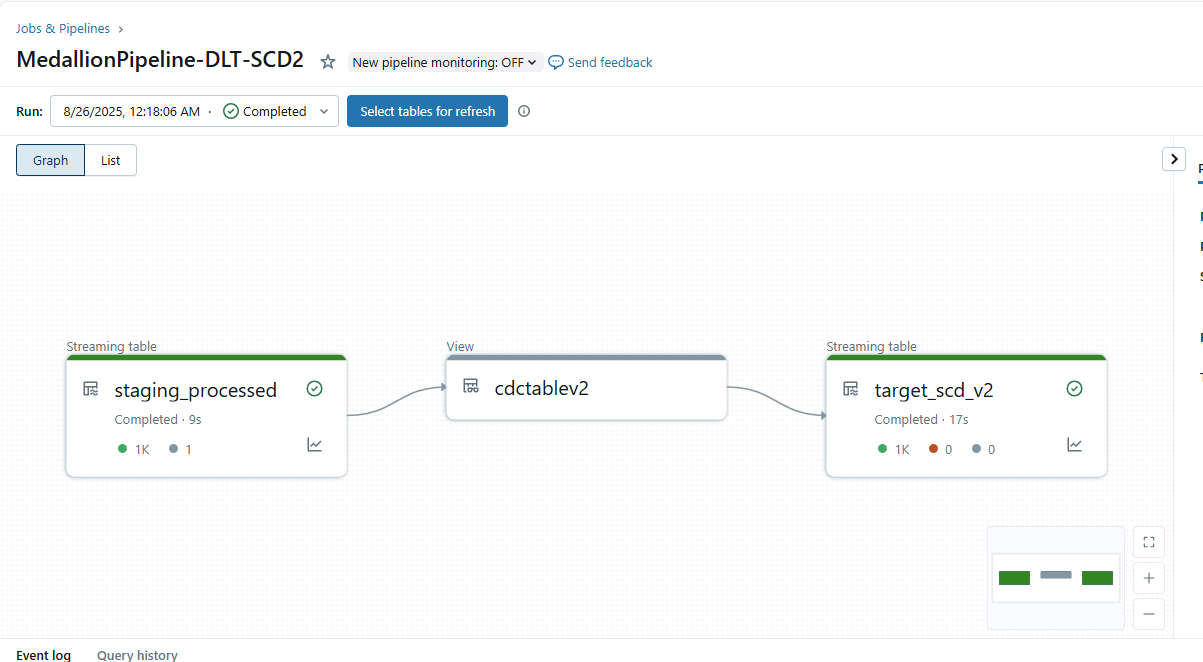 Jobs & Pipelines
MedallionPipeline-DLT-SCD2
New pipeline monitoring: OFF
Send feedback
Run:
8/26/2025, 12:18:06 AM · Completed
Select tables for refresh
Graph
List
Streaming table
staging_processed
Completed · 9s
1K
1
View
cdctablev2
Streaming table
target_scd_v2
Completed · 17s
1K
0
0
Event log
Query history